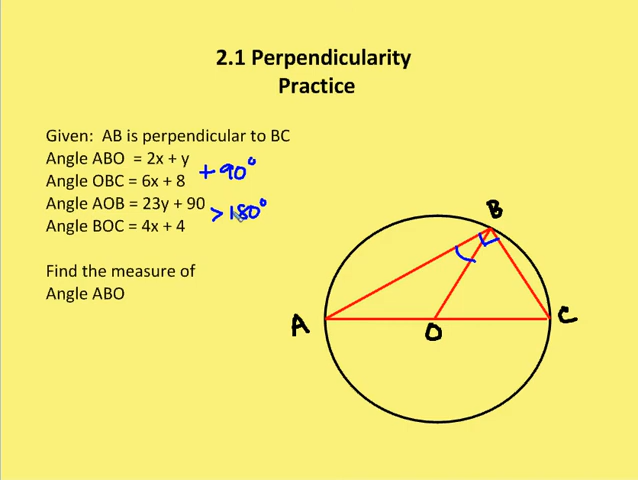 2.1 Perpendicularity
Practice
Given: AB is perpendicular to BC
Angle ABO = 2x + y
+90°
Angle OBC = 6x + 8
Angle AOB = 23y + 90
>180°
Angle BOC = 4x + 4
Find the measure of
Angle ABO
B
A
O
C